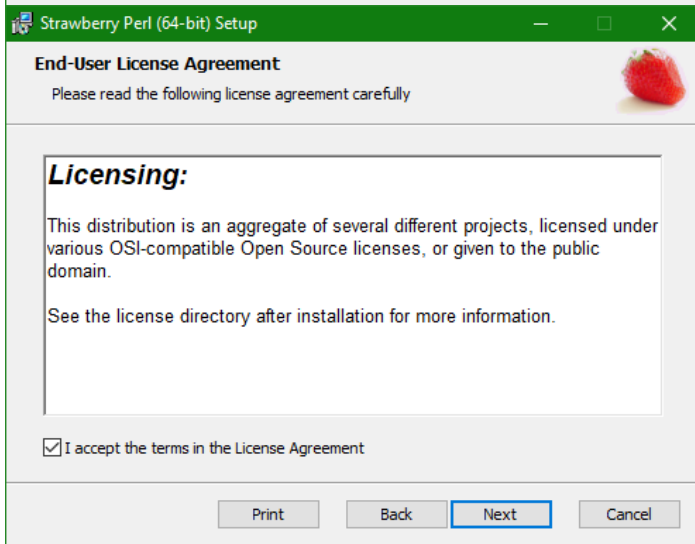 Strawberry Perl (64-bit) Setup
End-User License Agreement
Please read the following license agreement carefully
Licensing:
This distribution is an aggregate of several different projects, licensed under
various OSI-compatible Open Source licenses, or given to the public
domain.
See the license directory after installation for more information.
I accept the terms in the License Agreement
Print Back Next Cancel